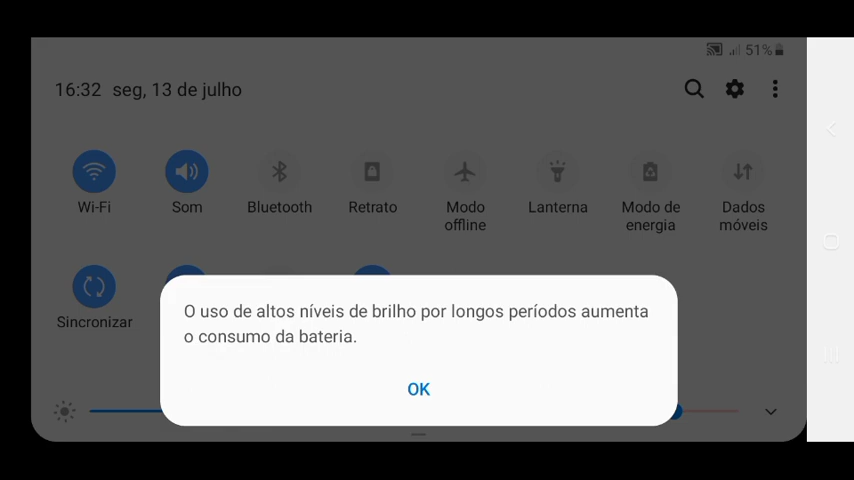 51%
16:32 seg, 13 de julho
Wi-Fi
Som
Bluetooth
Retrato
Modo
offline
Lanterna
Modo de
energia
Dados
móveis
Sincronizar
O uso de altos níveis de brilho por longos períodos aumenta
o consumo da bateria.
OK